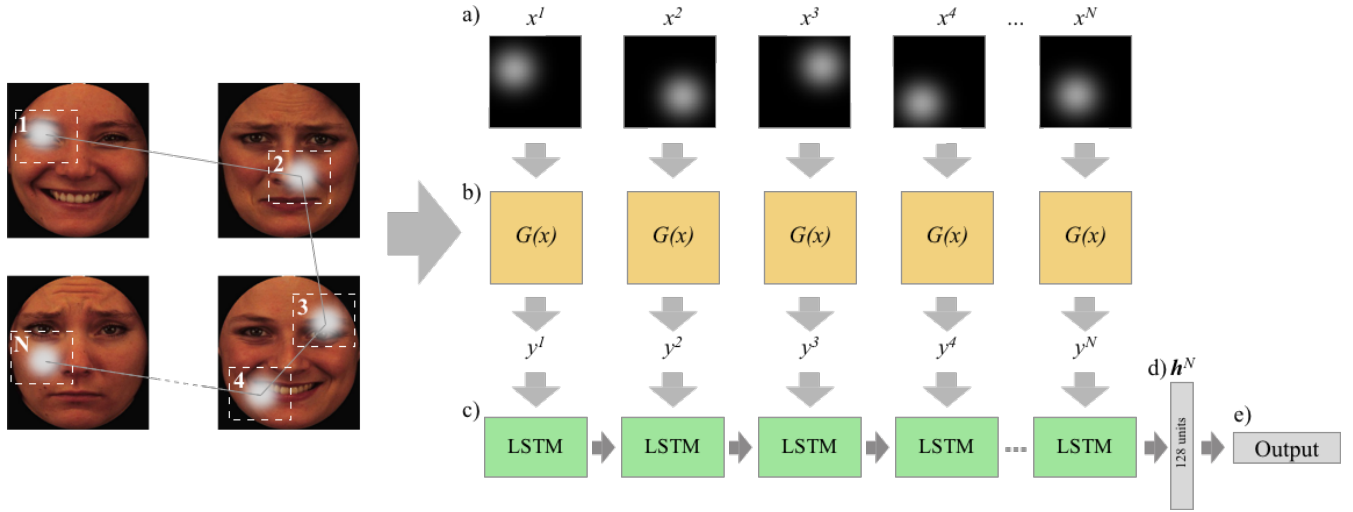 1
2
3
4
N
a)
x¹ x² x³ x⁴ ... xᴺ
b)
G(x) G(x) G(x) G(x) G(x)
y¹ y² y³ y⁴ yᴺ
c)
LSTM LSTM LSTM LSTM LSTM
d) hᴺ
128 units
e)
Output